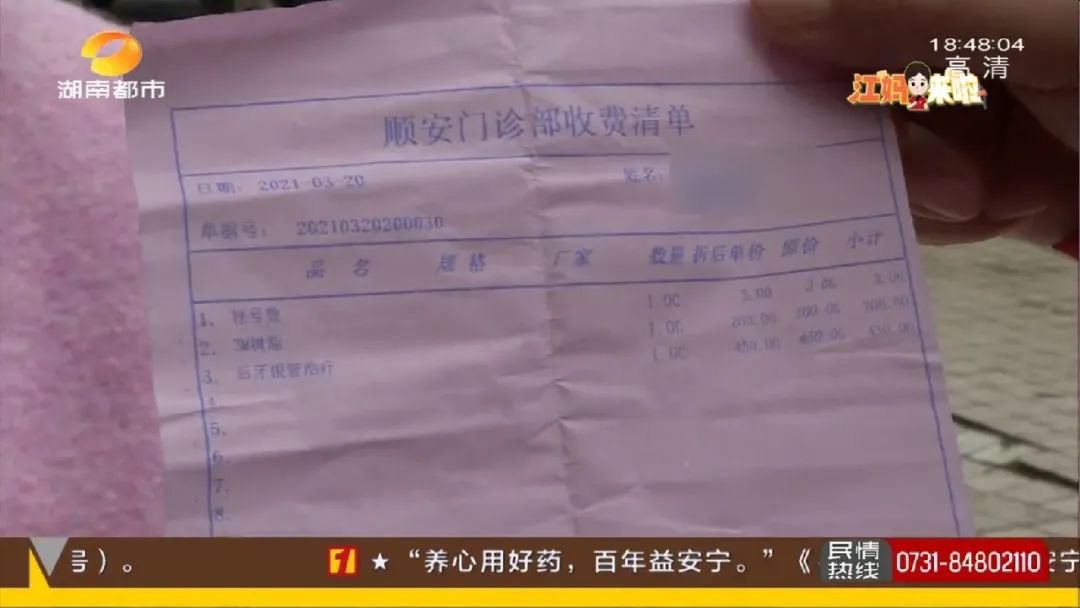 湖南都市
18:48:04
高清
江妈来啦
顺安门诊部收费清单
日期： 2021-03-20 姓名：
单据号： 20210320200030
品 名 规 格 厂家 数量 折后单价 原价 小计
1. 挂号费 1.00 3.00 3.00 3.00
2. 3M树脂 1.00 200.00 200.00 200.00
3. 后牙根管治疗 1.00 450.00 450.00 450.00
4.
5.
6.
7.
8.
号）。 ★ “养心用好药，百年益安宁。”《
民情热线 0731-84802110 安宁